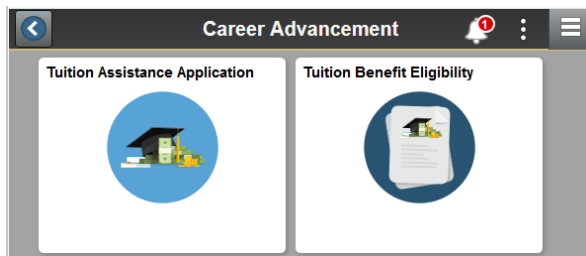 Career Advancement
1
Tuition Assistance Application
Tuition Benefit Eligibility